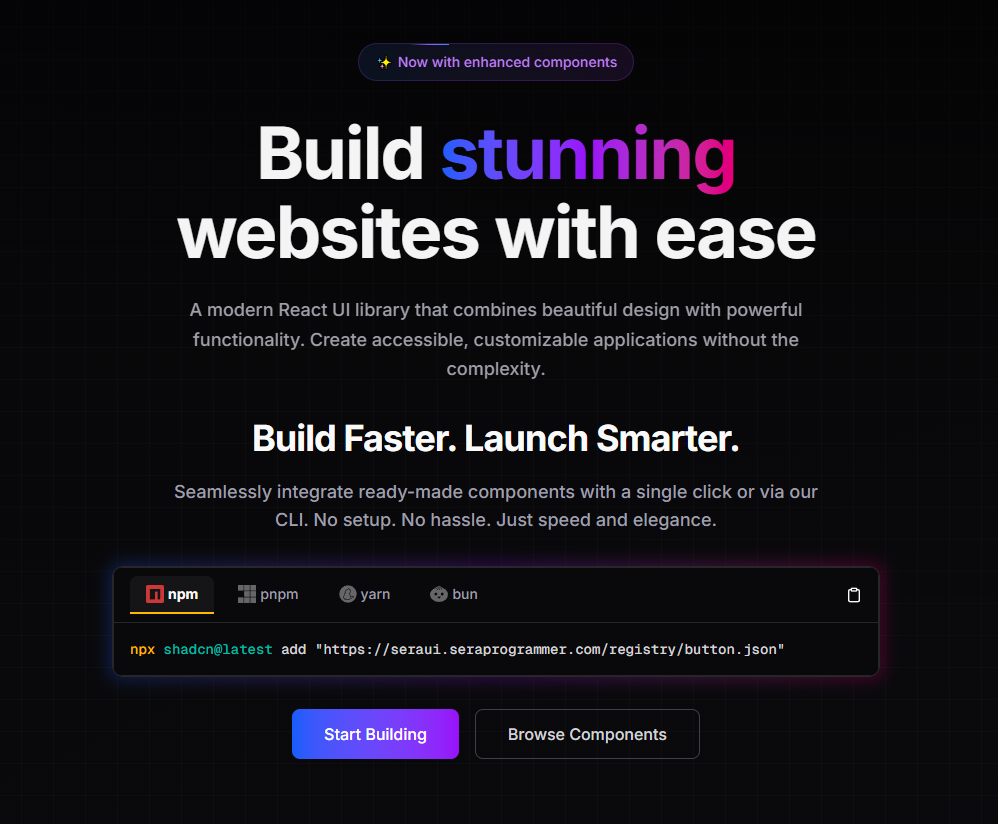 ✨ Now with enhanced components
Build stunning
websites with ease
A modern React UI library that combines beautiful design with powerful
functionality. Create accessible, customizable applications without the
complexity.
Build Faster. Launch Smarter.
Seamlessly integrate ready-made components with a single click or via our
CLI. No setup. No hassle. Just speed and elegance.
npm pnpm yarn bun
npx shadcn@latest add "https://seraui.seraprogrammer.com/registry/button.json"
Start Building Browse Components